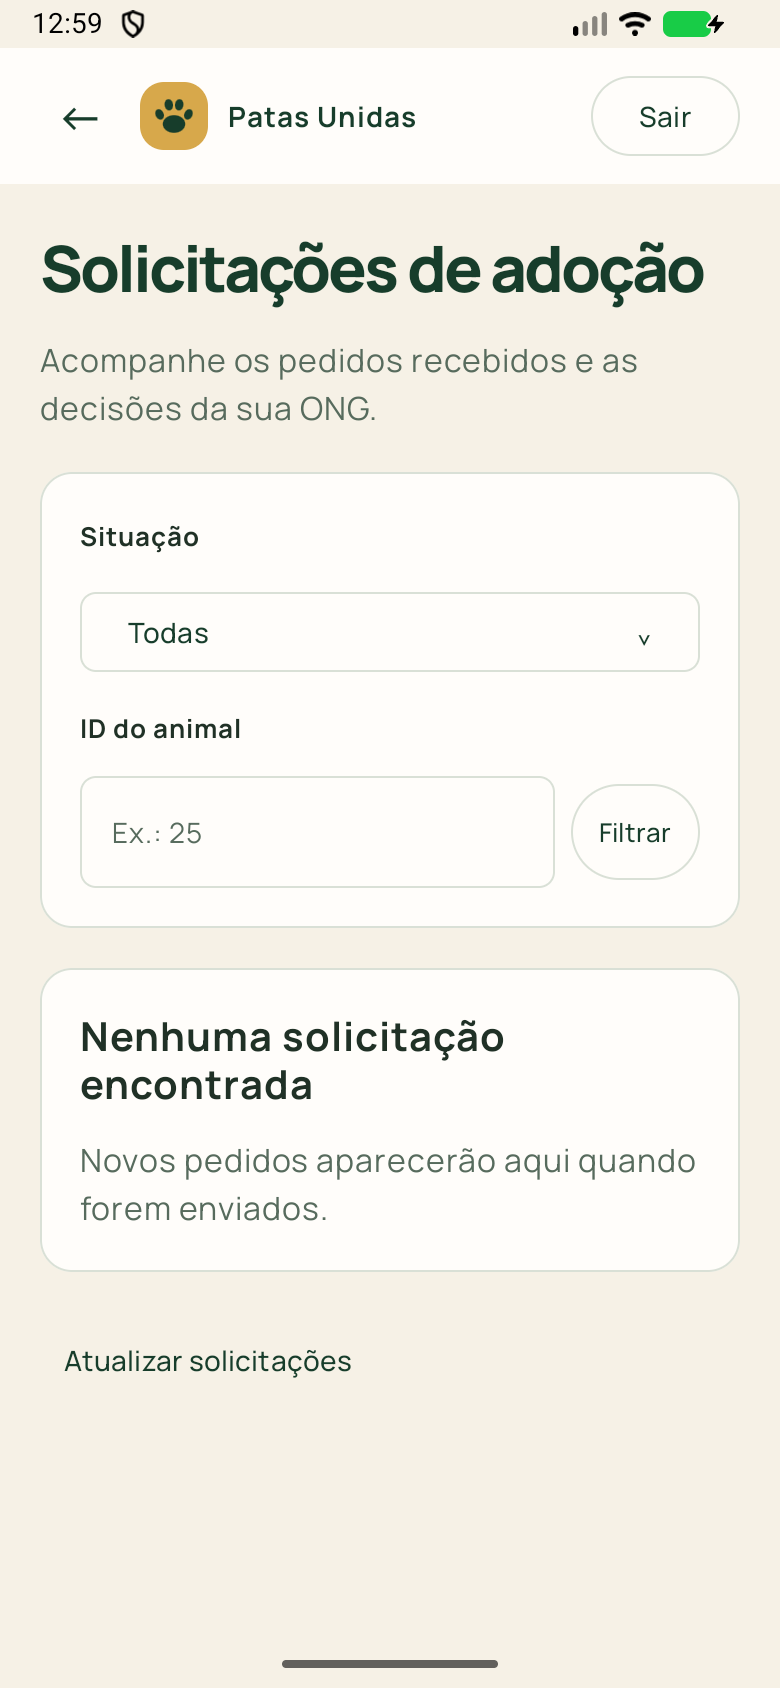 12:59
Patas Unidas
Sair
Solicitações de adoção
Acompanhe os pedidos recebidos e as
decisões da sua ONG.
Situação
Todas
v
ID do animal
Ex.: 25
Filtrar
Nenhuma solicitação
encontrada
Novos pedidos aparecerão aqui quando
forem enviados.
Atualizar solicitações